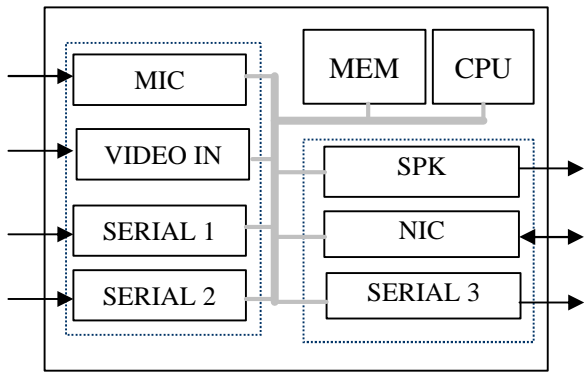 MIC
VIDEO IN
SERIAL 1
SERIAL 2
MEM
CPU
SPK
NIC
SERIAL 3